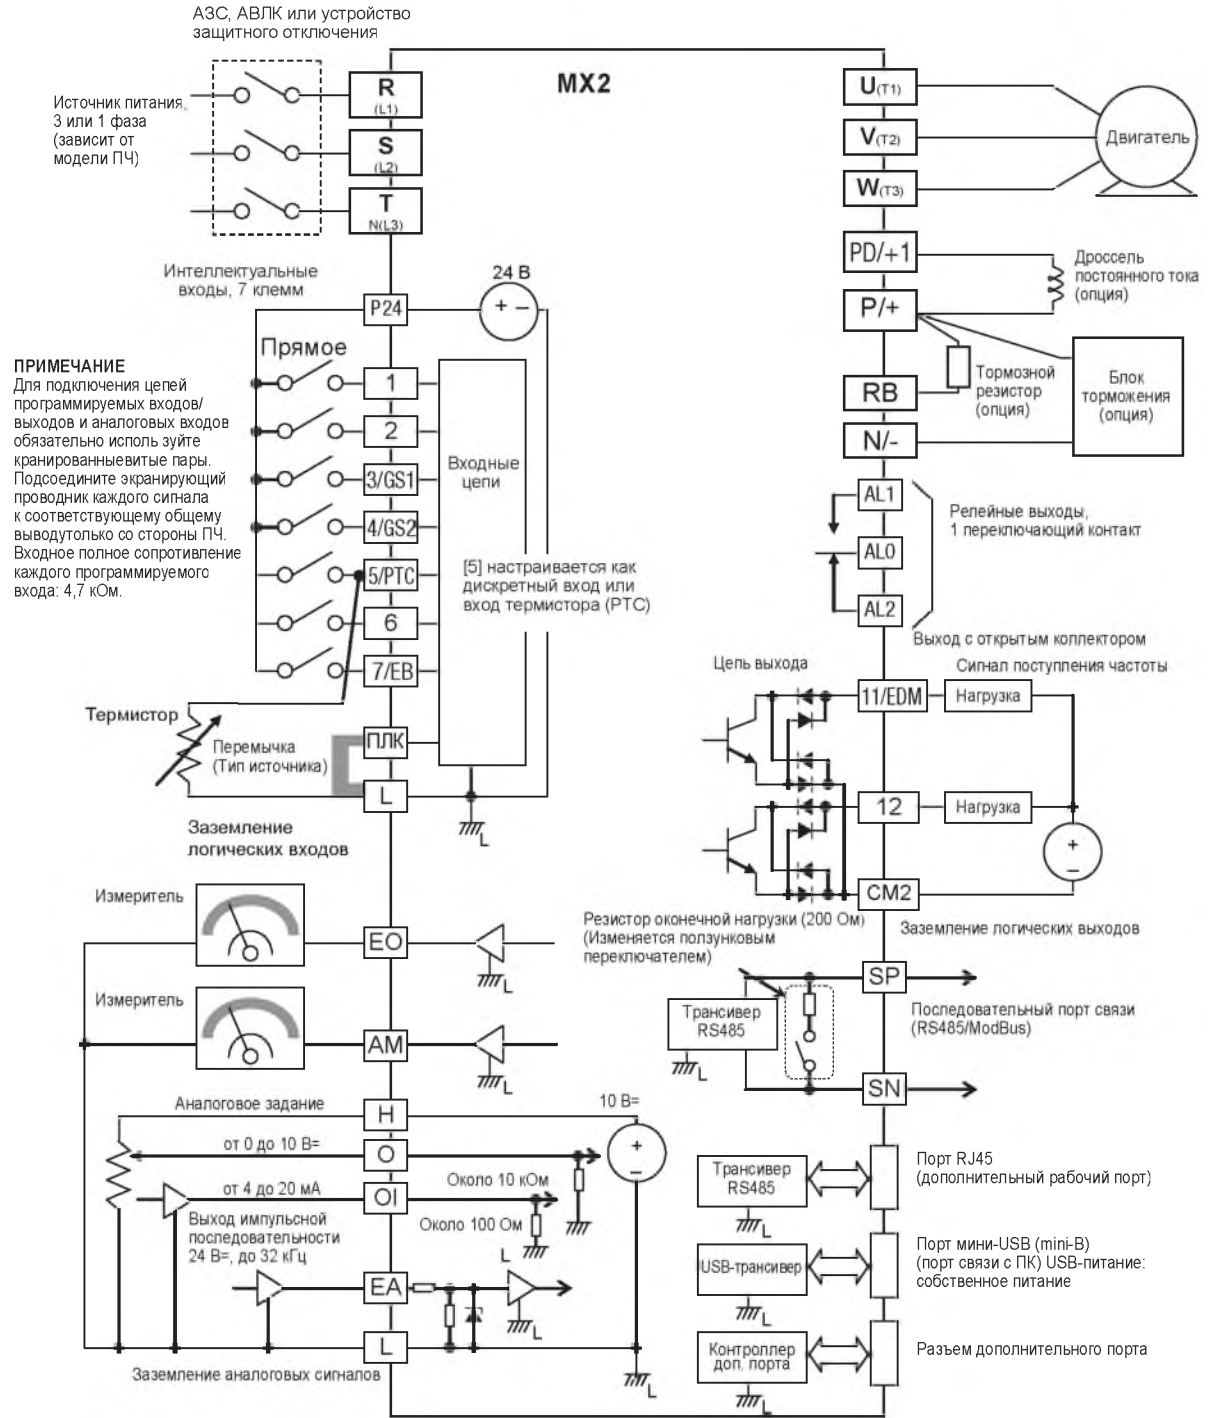 АЗС, АВЛК или устройство
защитного отключения
MX2
Источник питания,
3 или 1 фаза
(зависит от
модели ПЧ)
R
(L1)
S
(L2)
T
N(L3)
U(T1)
V(T2)
W(T3)
Двигатель
PD/+1
P/+
Дроссель
постоянного тока
(опция)
RB
N/-
Тормозной
резистор
(опция)
Блок
торможения
(опция)
Интеллектуальные
входы, 7 клемм
P24
24 В
+ –
Прямое
1
2
3/GS1
4/GS2
5/PTC
6
7/EB
Входные
цепи
[5] настраивается как
дискретный вход или
вход термистора (PTC)
ПРИМЕЧАНИЕ
Для подключения цепей
программируемых входов/
выходов и аналоговых входов
обязательно исполь зуйте
кранированныевитые пары.
Подсоедините экранирующий
проводник каждого сигнала
к соответствующему общему
выводутолько со стороны ПЧ.
Входное полное сопротивление
каждого программируемого
входа: 4,7 кОм.
AL1
AL0
AL2
Релейные выходы,
1 переключающий контакт
Выход с открытым коллектором
Цепь выхода
Сигнал поступления частоты
11/EDM
Нагрузка
12
Нагрузка
+
–
CM2
Заземление логических выходов
Термистор
Перемычка
(Тип источника)
ПЛК
L
L
Заземление
логических входов
Измеритель
EO
L
Измеритель
AM
L
Резистор оконечной нагрузки (200 Ом)
(Изменяется ползунковым
переключателем)
Трансивер
RS485
L
SP
SN
Последовательный порт связи
(RS485/ModBus)
Аналоговое задание
H
10 В=
+
–
от 0 до 10 В=
O
от 4 до 20 мА
OI
Около 10 кОм
Около 100 Ом
Выход импульсной
последовательности
24 В=, до 32 кГц
L
EA
L
L
Заземление аналоговых сигналов
L
Трансивер
RS485
L
Порт RJ45
(дополнительный рабочий порт)
USB-трансивер
L
Порт мини-USB (mini-B)
(порт связи с ПК) USB-питание:
собственное питание
Контроллер
доп. порта
L
Разъем дополнительного порта